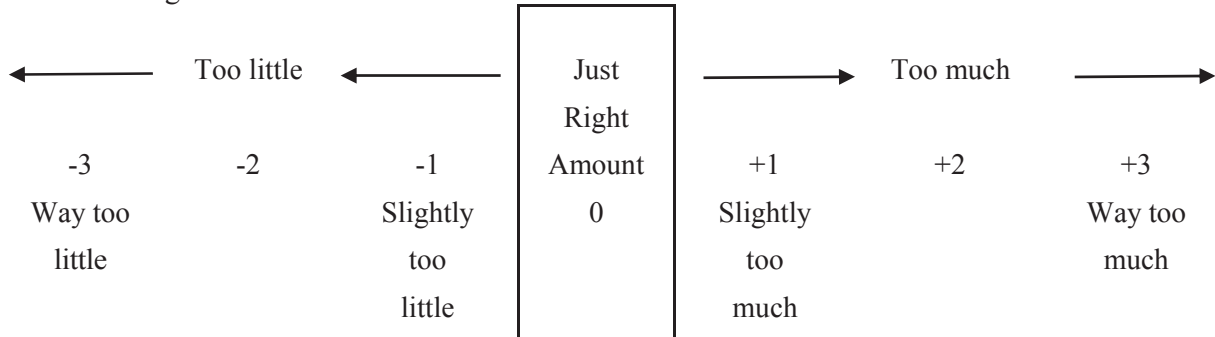 Too little Just Too much
Right
-3 -2 -1 Amount +1 +2 +3
Way too Slightly 0 Slightly Way too
little too too much
little much